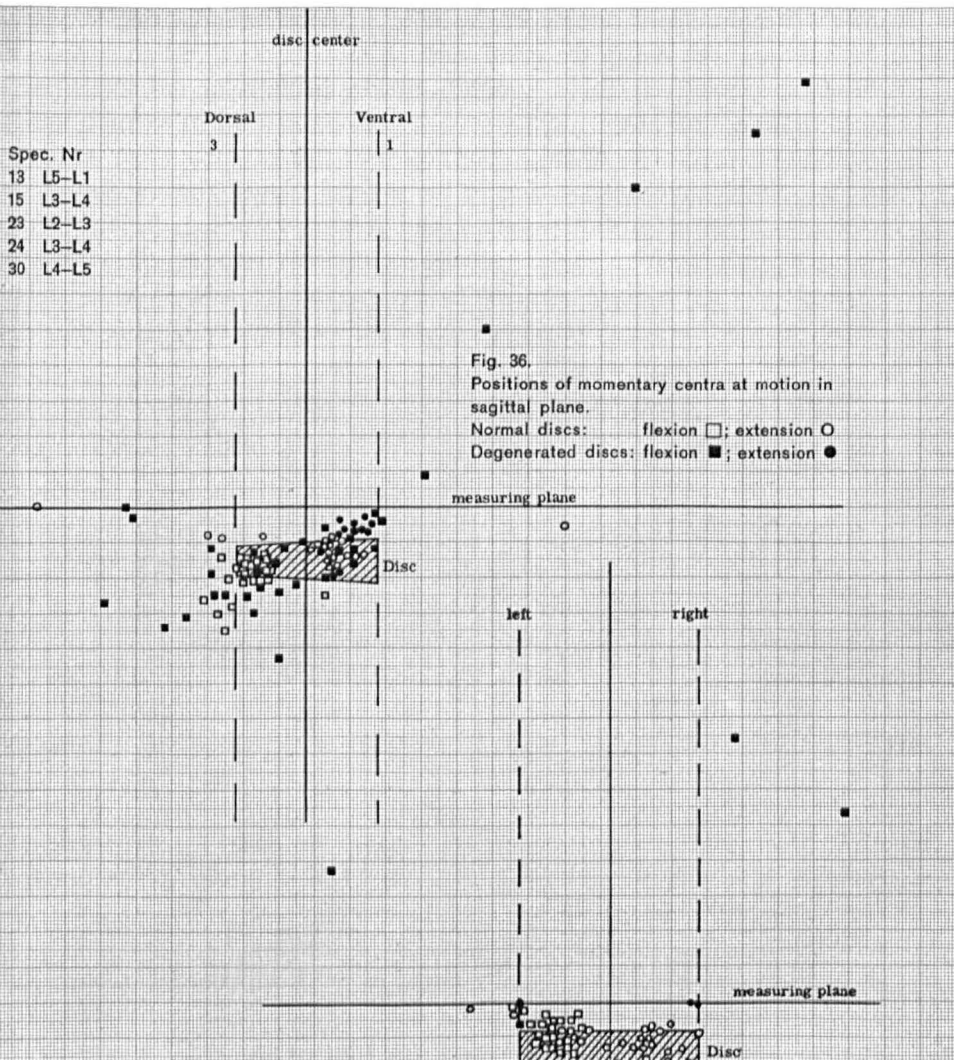 disc center
Dorsal
Ventral
3
1
Spec. Nr
13 L5–L1
15 L3–L4
23 L2–L3
24 L3–L4
30 L4–L5
Fig. 36.
Positions of momentary centra at motion in
sagittal plane.
Normal discs: flexion □; extension O
Degenerated discs: flexion ■; extension ●
measuring plane
Disc
left
right
measuring plane
Disc